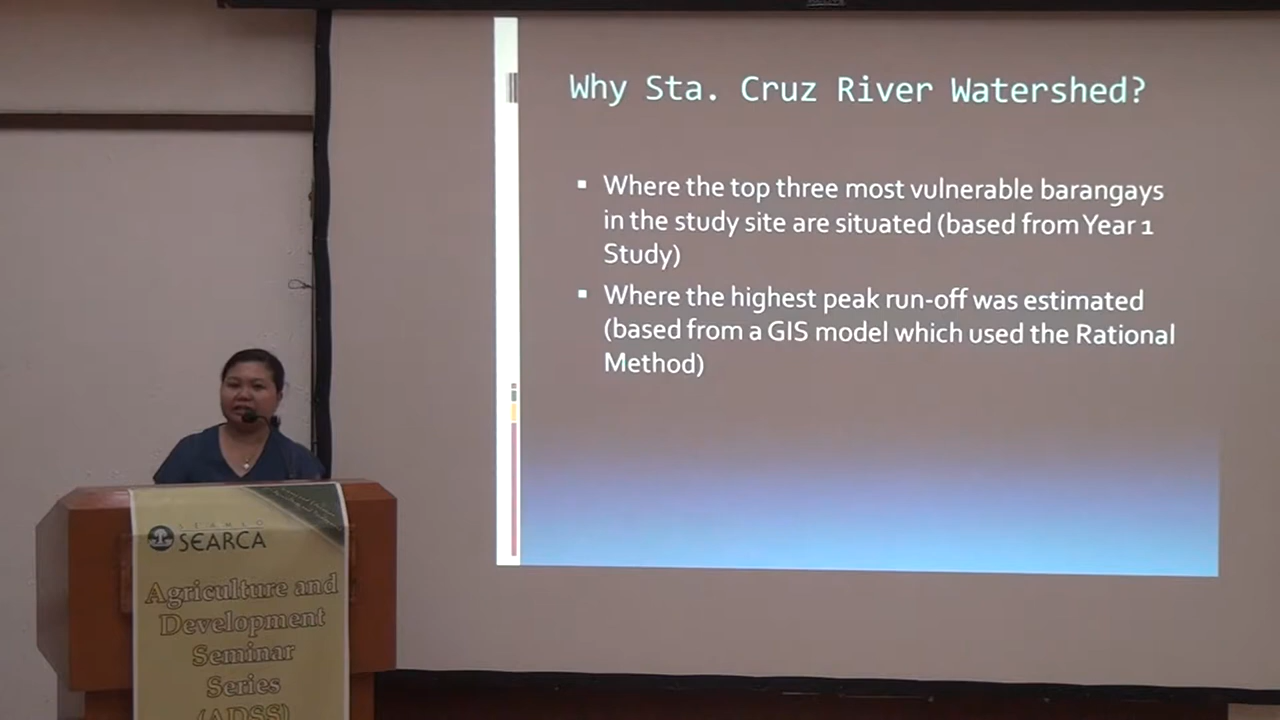 Why Sta. Cruz River Watershed?
▪ Where the top three most vulnerable barangays
in the study site are situated (based from Year 1
Study)
▪ Where the highest peak run-off was estimated
(based from a GIS model which used the Rational
Method)
SEAMEO
SEARCA
Agriculture and
Development
Seminar
Series
(ADSS)